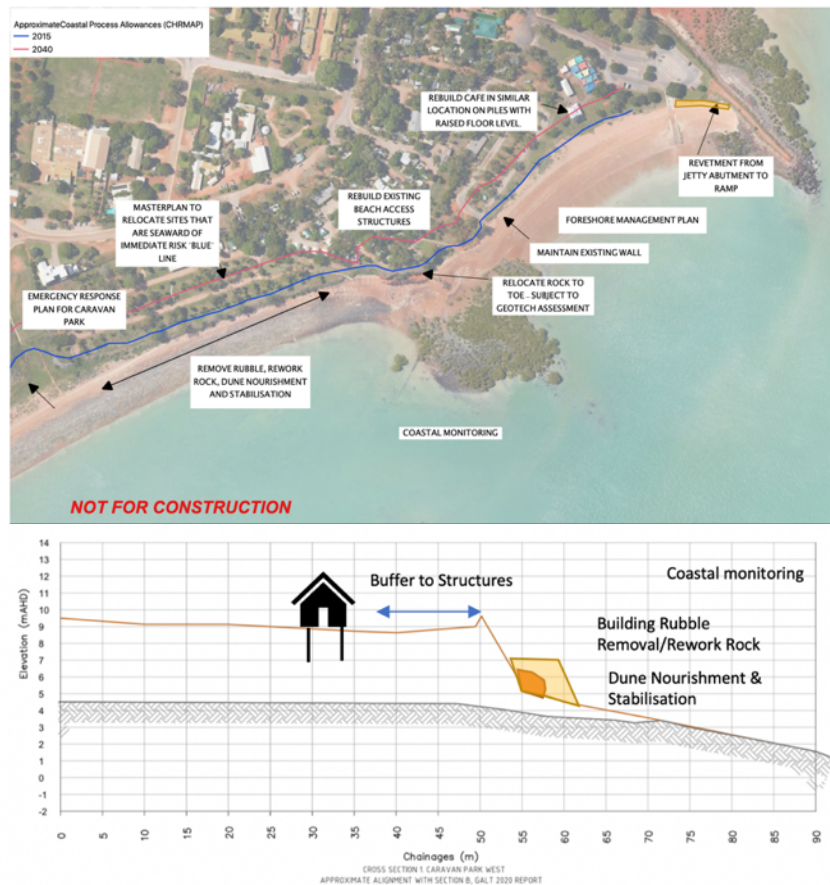 ApproximateCoastal Process Allowances (CHRMAP)
2015
2040
REBUILD CAFE IN SIMILAR
LOCATION ON PILES WITH
RAISED FLOOR LEVEL.
REVETMENT FROM
JETTY ABUTMENT TO
RAMP
MASTERPLAN TO
RELOCATE SITES THAT
ARE SEAWARD OF
IMMEDIATE RISK 'BLUE'
LINE
REBUILD EXISTING
BEACH ACCESS
STRUCTURES
FORESHORE MANAGEMENT PLAN
MAINTAIN EXISTING WALL
EMERGENCY RESPONSE
PLAN FOR CARAVAN
PARK
RELOCATE ROCK TO
TOE - SUBJECT TO
GEOTECH ASSESSMENT
REMOVE RUBBLE, REWORK
ROCK, DUNE NOURISHMENT
AND STABILISATION
COASTAL MONITORING
NOT FOR CONSTRUCTION
Elevation (mAHD)
14
13
12
11
10
9
8
7
6
5
4
3
2
1
0
-1
-2
Buffer to Structures
Coastal monitoring
Building Rubble
Removal/Rework Rock
Dune Nourishment &
Stabilisation
0 5 10 15 20 25 30 35 40 45 50 55 60 65 70 75 80 85 90
Chainages (m)
CROSS SECTION 1. CARAVAN PARK WEST
APPROXIMATE ALIGNMENT WITH SECTION B, GALT 2020 REPORT